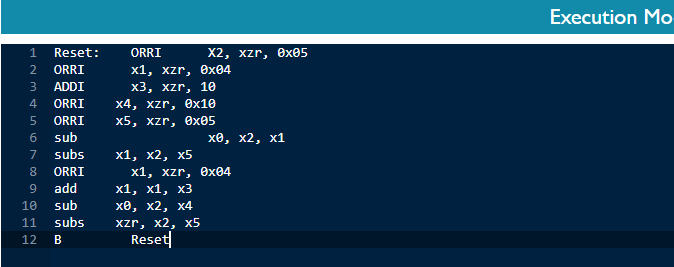 Execution Mo
1 Reset: ORRI X2, xzr, 0x05
2 ORRI x1, xzr, 0x04
3 ADDI x3, xzr, 10
4 ORRI x4, xzr, 0x10
5 ORRI x5, xzr, 0x05
6 sub x0, x2, x1
7 subs x1, x2, x5
8 ORRI x1, xzr, 0x04
9 add x1, x1, x3
10 sub x0, x2, x4
11 subs xzr, x2, x5
12 B Reset